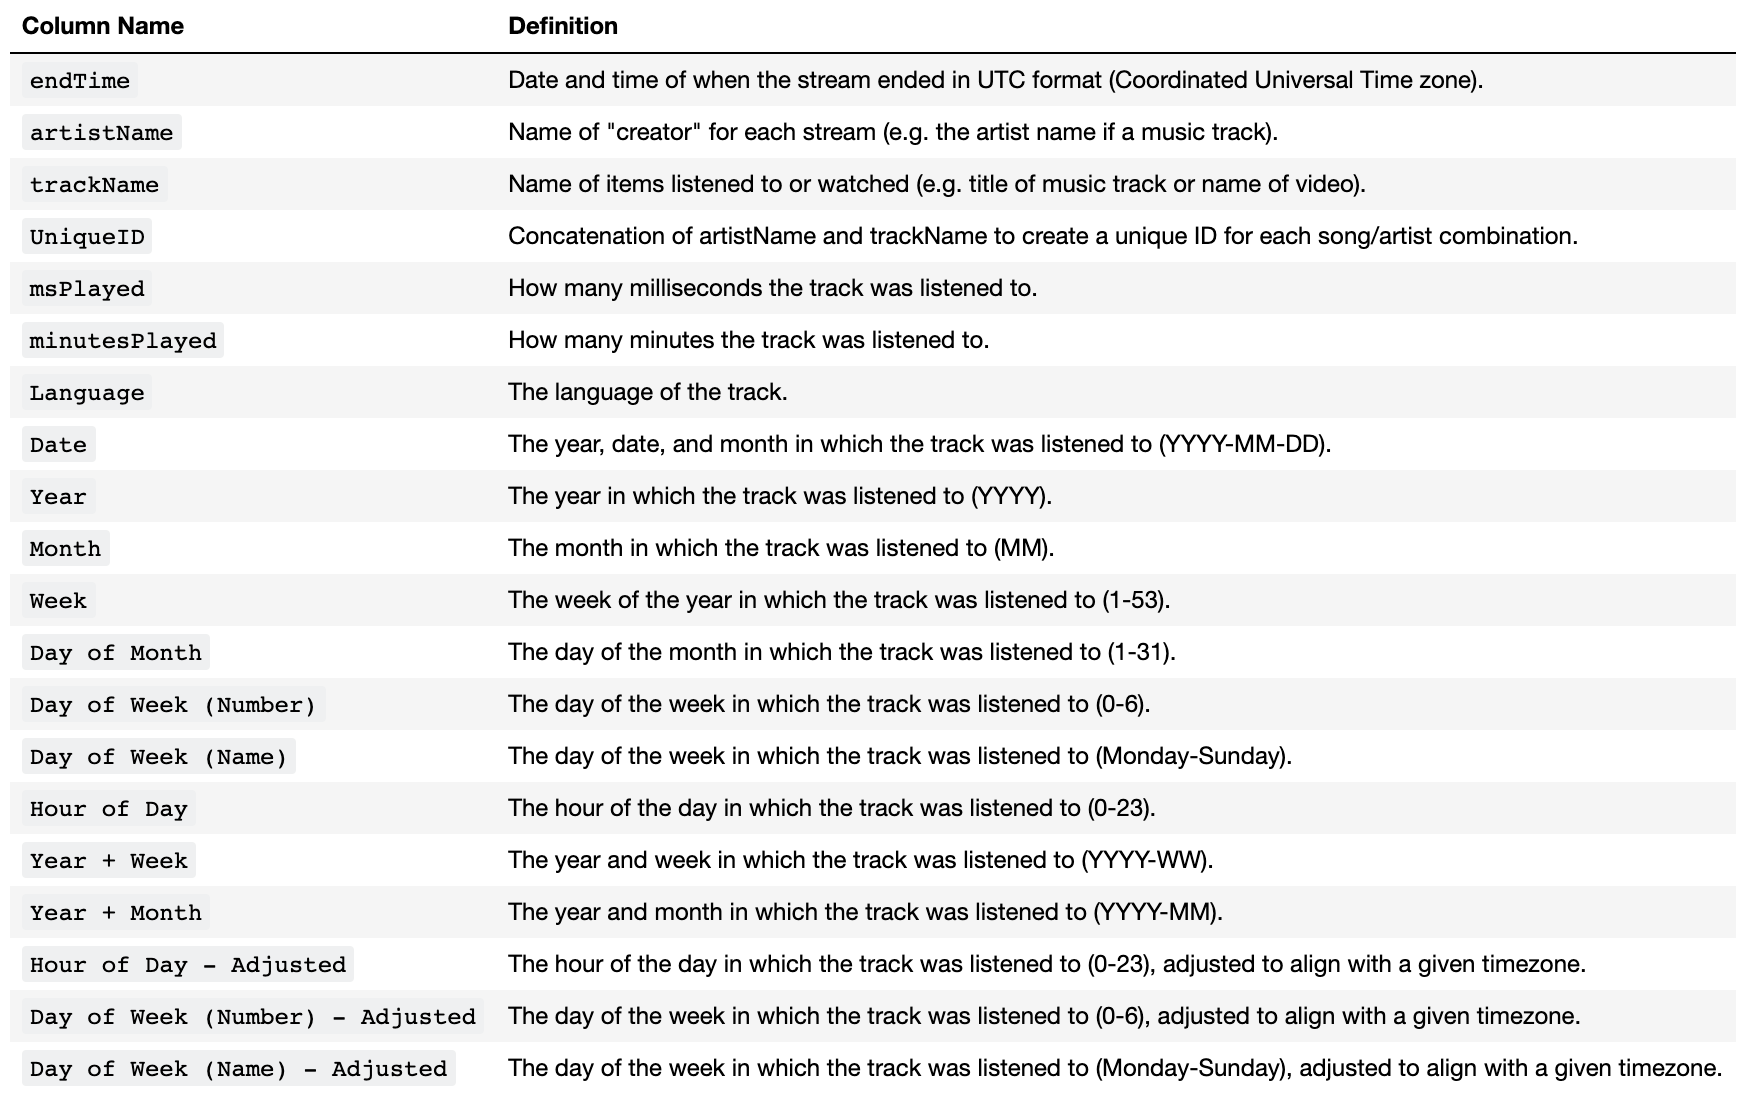 Column Name Definition
endTime Date and time of when the stream ended in UTC format (Coordinated Universal Time zone).
artistName Name of "creator" for each stream (e.g. the artist name if a music track).
trackName Name of items listened to or watched (e.g. title of music track or name of video).
UniqueID Concatenation of artistName and trackName to create a unique ID for each song/artist combination.
msPlayed How many milliseconds the track was listened to.
minutesPlayed How many minutes the track was listened to.
Language The language of the track.
Date The year, date, and month in which the track was listened to (YYYY-MM-DD).
Year The year in which the track was listened to (YYYY).
Month The month in which the track was listened to (MM).
Week The week of the year in which the track was listened to (1-53).
Day of Month The day of the month in which the track was listened to (1-31).
Day of Week (Number) The day of the week in which the track was listened to (0-6).
Day of Week (Name) The day of the week in which the track was listened to (Monday-Sunday).
Hour of Day The hour of the day in which the track was listened to (0-23).
Year + Week The year and week in which the track was listened to (YYYY-WW).
Year + Month The year and month in which the track was listened to (YYYY-MM).
Hour of Day - Adjusted The hour of the day in which the track was listened to (0-23), adjusted to align with a given timezone.
Day of Week (Number) - Adjusted The day of the week in which the track was listened to (0-6), adjusted to align with a given timezone.
Day of Week (Name) - Adjusted The day of the week in which the track was listened to (Monday-Sunday), adjusted to align with a given timezone.